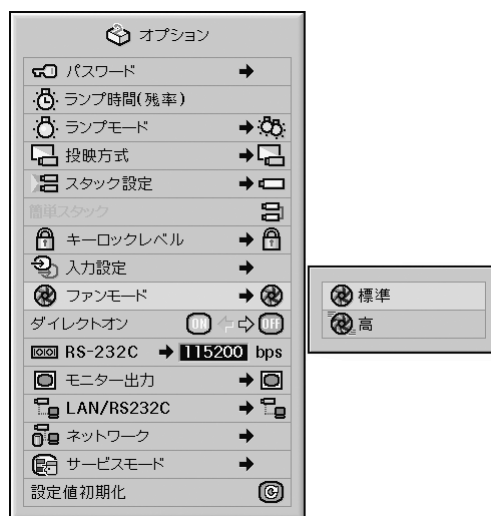 オプション
パスワード
ランプ時間(残率)
ランプモード
投映方式
スタック設定
簡単スタック
キーロックレベル
入力設定
ファンモード
標準
高
ダイレクトオン ON OFF
RS-232C 115200 bps
モニター出力
LAN/RS232C
ネットワーク
サービスモード
設定値初期化